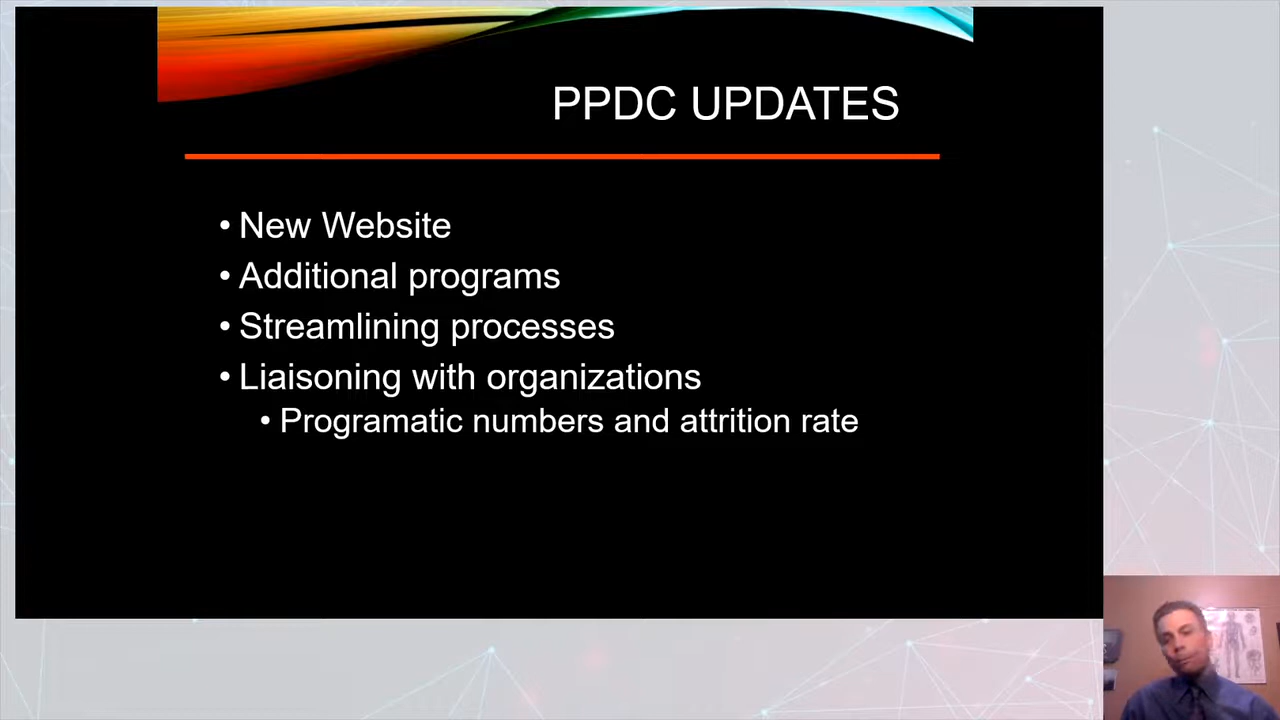 PPDC UPDATES
• New Website
• Additional programs
• Streamlining processes
• Liaisoning with organizations
• Programatic numbers and attrition rate